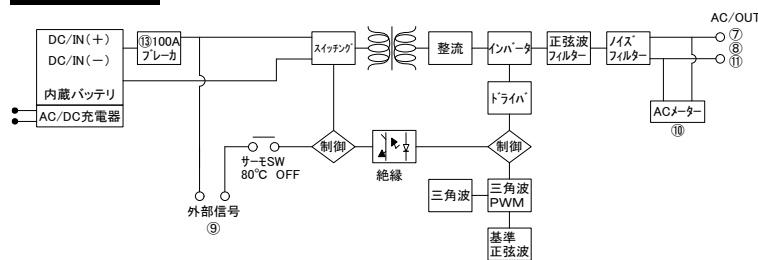 AC/OUT
DC/IN(+)
⑬100A
ブレーカ
スイッチング
整流
インバータ
正弦波
フィルター
ノイズ
フィルター
⑦
⑧
⑪
DC/IN(-)
内蔵バッテリ
AC/DC充電器
ドライバ
ACメーター
⑩
サーモSW
80℃ OFF
制御
絶縁
制御
外部信号
⑨
三角波
三角波
PWM
基準
正弦波